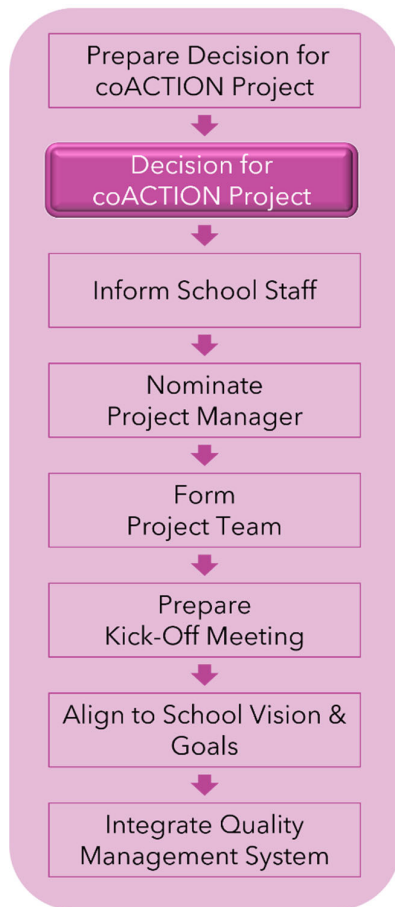 Prepare Decision for
coACTION Project
Decision for
coACTION Project
Inform School Staff
Nominate
Project Manager
Form
Project Team
Prepare
Kick-Off Meeting
Align to School Vision &
Goals
Integrate Quality
Management System